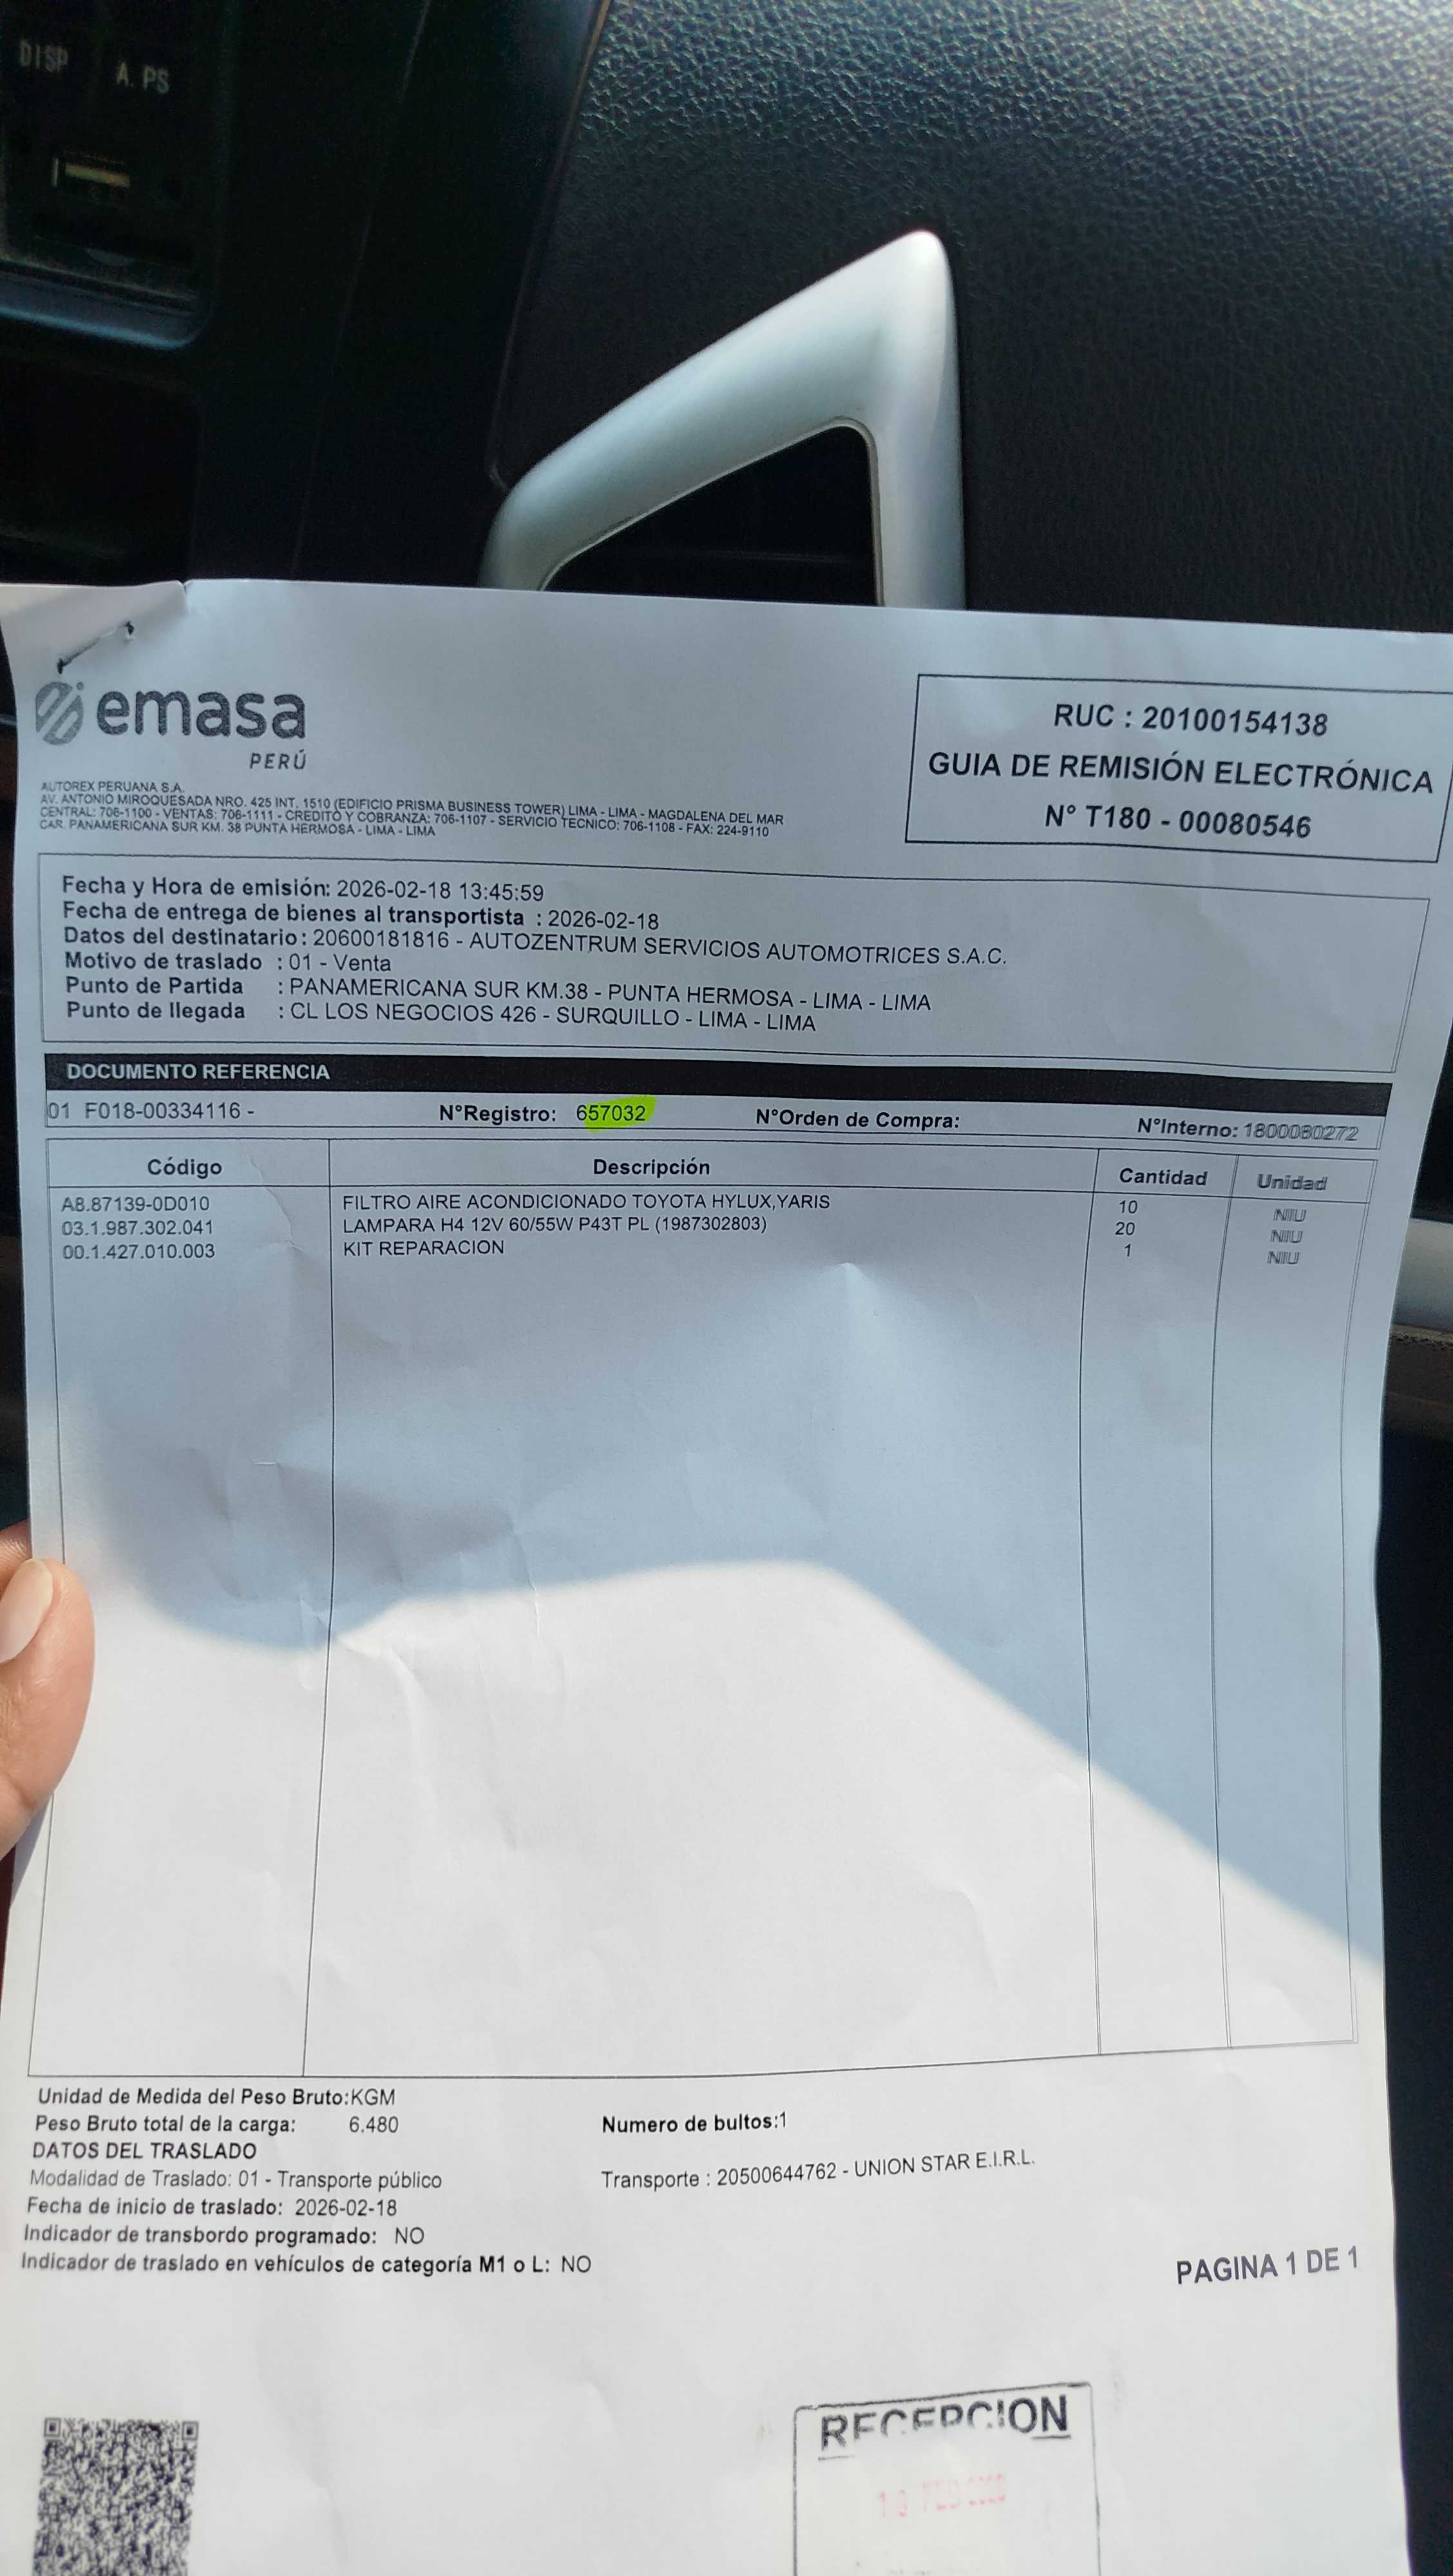 DISP A.PS
emasa
PERÚ
RUC : 20100154138
GUIA DE REMISIÓN ELECTRÓNICA
N° T180 - 00080546
AUTOREX PERUANA S.A.
AV. ANTONIO MIROQUESADA NRO. 425 INT. 1510 (EDIFICIO PRISMA BUSINESS TOWER) LIMA - LIMA - MAGDALENA DEL MAR
CENTRAL: 706-1100 - VENTAS: 706-1111 - CREDITO Y COBRANZA: 706-1107 - SERVICIO TECNICO: 706-1108 - FAX: 224-9110
CAR. PANAMERICANA SUR KM. 38 PUNTA HERMOSA - LIMA - LIMA
Fecha y Hora de emisión: 2026-02-18 13:45:59
Fecha de entrega de bienes al transportista : 2026-02-18
Datos del destinatario : 20600181816 - AUTOZENTRUM SERVICIOS AUTOMOTRICES S.A.C.
Motivo de traslado : 01 - Venta
Punto de Partida : PANAMERICANA SUR KM.38 - PUNTA HERMOSA - LIMA - LIMA
Punto de llegada : CL LOS NEGOCIOS 426 - SURQUILLO - LIMA - LIMA
DOCUMENTO REFERENCIA
01 F018-00334116 - N°Registro: 657032 N°Orden de Compra: N°Interno: 1800080272
Código Descripción Cantidad Unidad
A8.87139-0D010 FILTRO AIRE ACONDICIONADO TOYOTA HYLUX,YARIS 10 NIU
03.1.987.302.041 LAMPARA H4 12V 60/55W P43T PL (1987302803) 20 NIU
00.1.427.010.003 KIT REPARACION 1 NIU
Unidad de Medida del Peso Bruto:KGM
Peso Bruto total de la carga: 6.480 Numero de bultos:1
DATOS DEL TRASLADO
Modalidad de Traslado: 01 - Transporte público Transporte : 20500644762 - UNION STAR E.I.R.L.
Fecha de inicio de traslado: 2026-02-18
Indicador de transbordo programado: NO
Indicador de traslado en vehículos de categoría M1 o L: NO
PAGINA 1 DE 1
RECEPCION